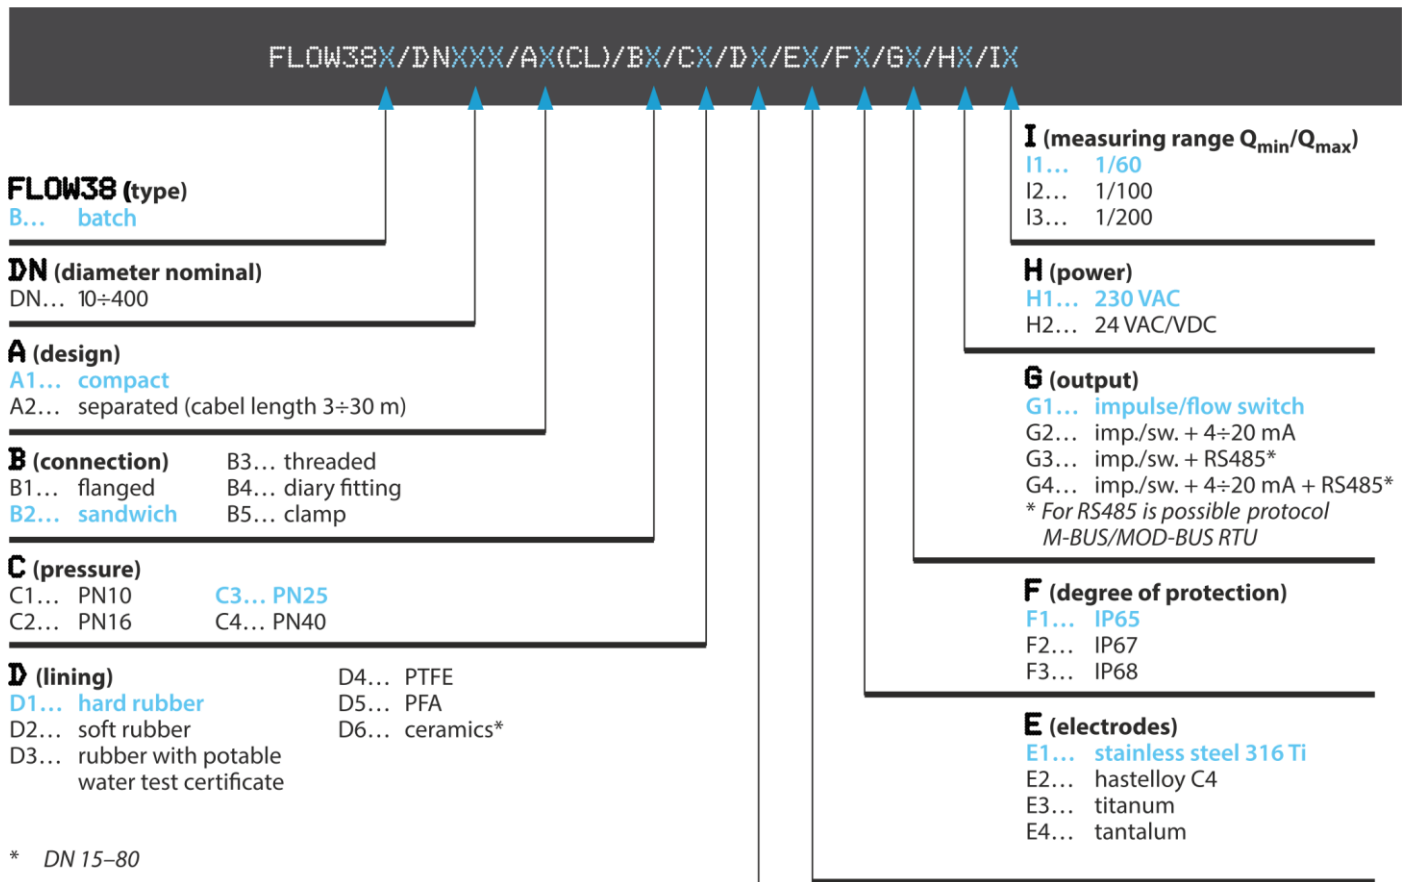 FLOW38X/DNXXX/AX(CL)/BX/CX/DX/EX/FX/GX/HX/IX
FLOW38 (type)
B... batch
DN (diameter nominal)
DN... 10÷400
A (design)
A1... compact
A2... separated (cabel length 3÷30 m)
B (connection)
B1... flanged
B2... sandwich
B3... threaded
B4... diary fitting
B5... clamp
C (pressure)
C1... PN10
C2... PN16
C3... PN25
C4... PN40
D (lining)
D1... hard rubber
D2... soft rubber
D3... rubber with potable
water test certificate
D4... PTFE
D5... PFA
D6... ceramics*
* DN 15–80
I (measuring range Qmin/Qmax)
I1... 1/60
I2... 1/100
I3... 1/200
H (power)
H1... 230 VAC
H2... 24 VAC/VDC
G (output)
G1... impulse/flow switch
G2... imp./sw. + 4÷20 mA
G3... imp./sw. + RS485*
G4... imp./sw. + 4÷20 mA + RS485*
* For RS485 is possible protocol
M-BUS/MOD-BUS RTU
F (degree of protection)
F1... IP65
F2... IP67
F3... IP68
E (electrodes)
E1... stainless steel 316 Ti
E2... hastelloy C4
E3... titanum
E4... tantalum